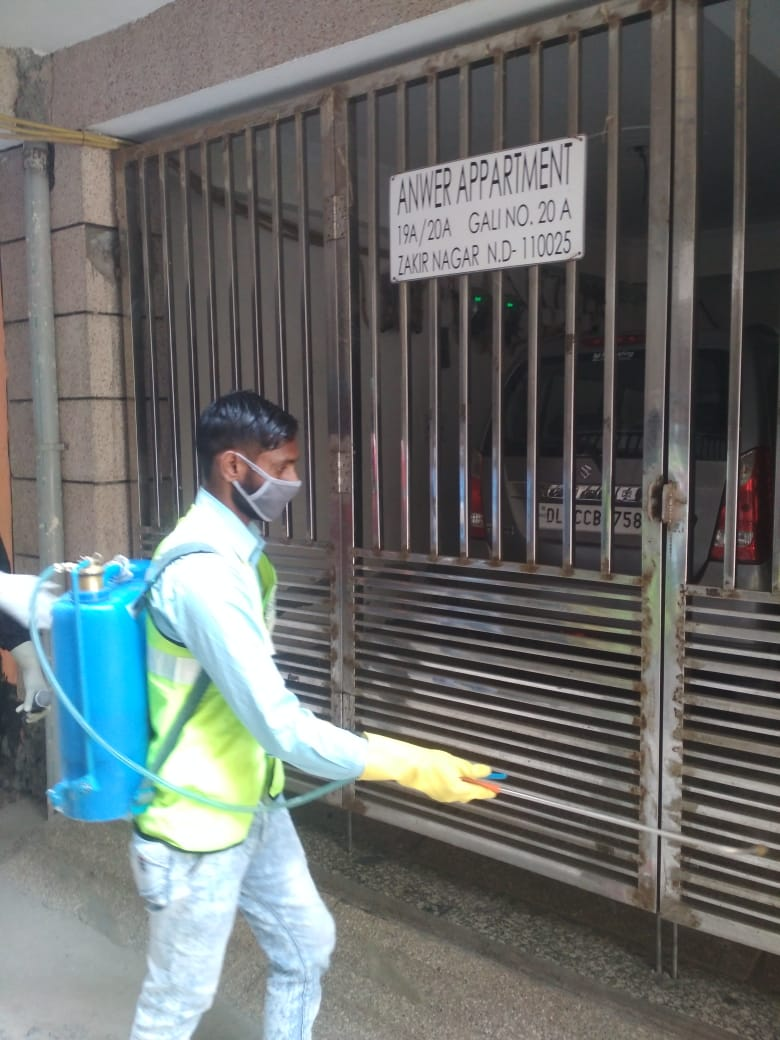 ANWER APPARTMENT
19A/20A GALI NO. 20 A
ZAKIR NAGAR N.D- 110025